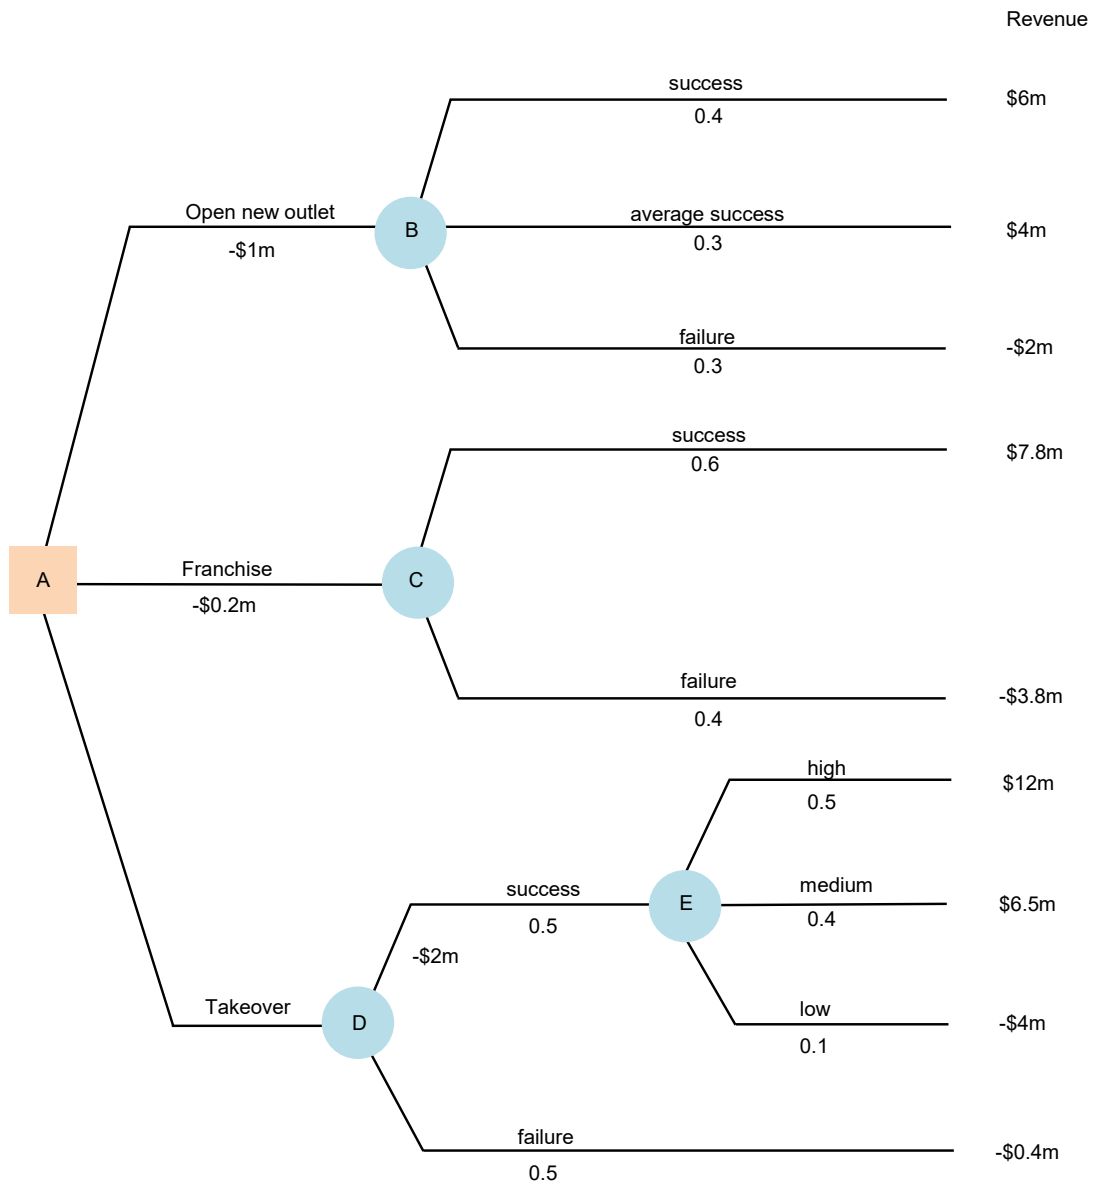 Revenue
success
$6m
0.4
Open new outlet
average success
B
$4m
-$1m
0.3
failure
-$2m
0.3
success
$7.8m
0.6
Franchise
A
C
-$0.2m
failure
-$3.8m
0.4
high
$12m
0.5
success
medium
E
$6.5m
0.5
0.4
-$2m
Takeover
low
D
-$4m
0.1
failure
-$0.4m
0.5